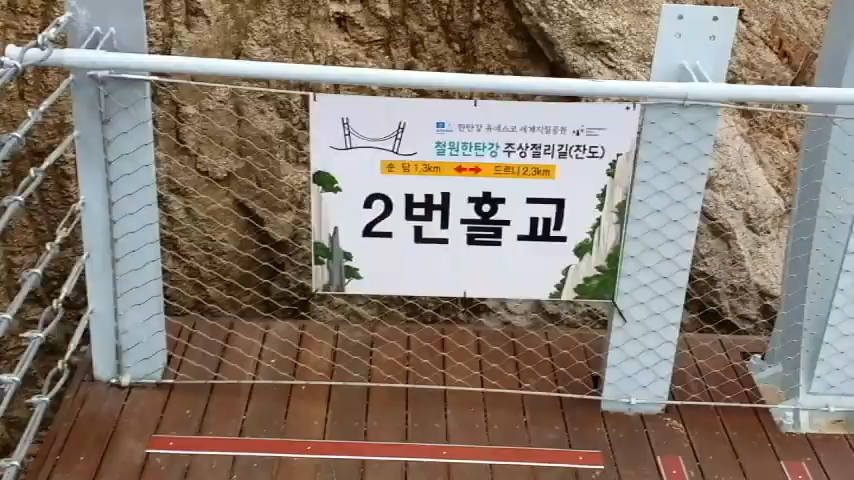 한탄강 유네스코 세계지질공원
철원한탄강 주상절리길(잔도)
순 담 1.3km ↔ 드르니 2.3km
2번홀교